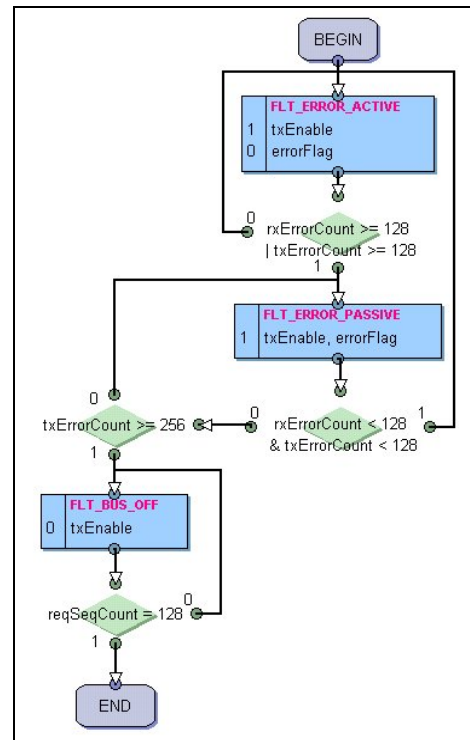 BEGIN
FLT_ERROR_ACTIVE
1 txEnable
0 errorFlag
0
rxErrorCount >= 128
| txErrorCount >= 128
1
FLT_ERROR_PASSIVE
1 txEnable, errorFlag
0
txErrorCount >= 256
1
0
rxErrorCount < 128
& txErrorCount < 128
1
FLT_BUS_OFF
0 txEnable
reqSeqCount = 128
0
1
END